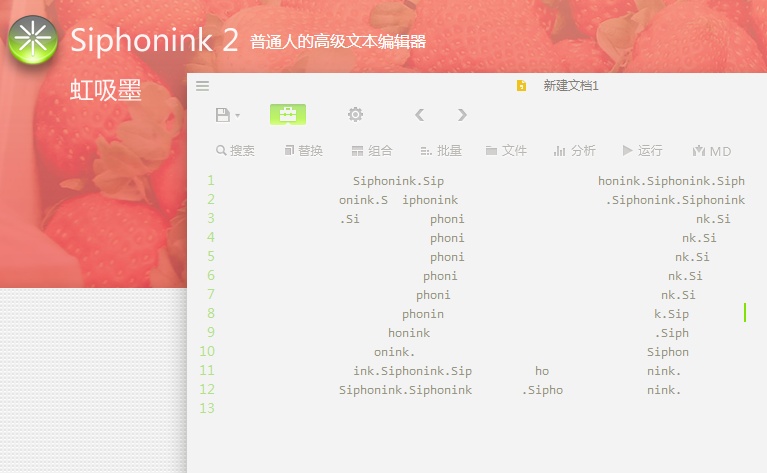 Siphonink 2 普通人的高级文本编辑器
虹吸墨
新建文档1
搜索 替换 组合 批量 文件 分析 运行 MD
1 Siphonink.Sip honink.Siphonink.Siph
2 onink.S iphonink .Siphonink.Siphonink
3 .Si phoni nk.Si
4 phoni nk.Si
5 phoni nk.Si
6 phoni nk.Si
7 phoni nk.Si
8 phonin k.Sip
9 honink .Siph
10 onink. Siphon
11 ink.Siphonink.Sip ho nink.
12 Siphonink.Siphonink .Sipho nink.
13